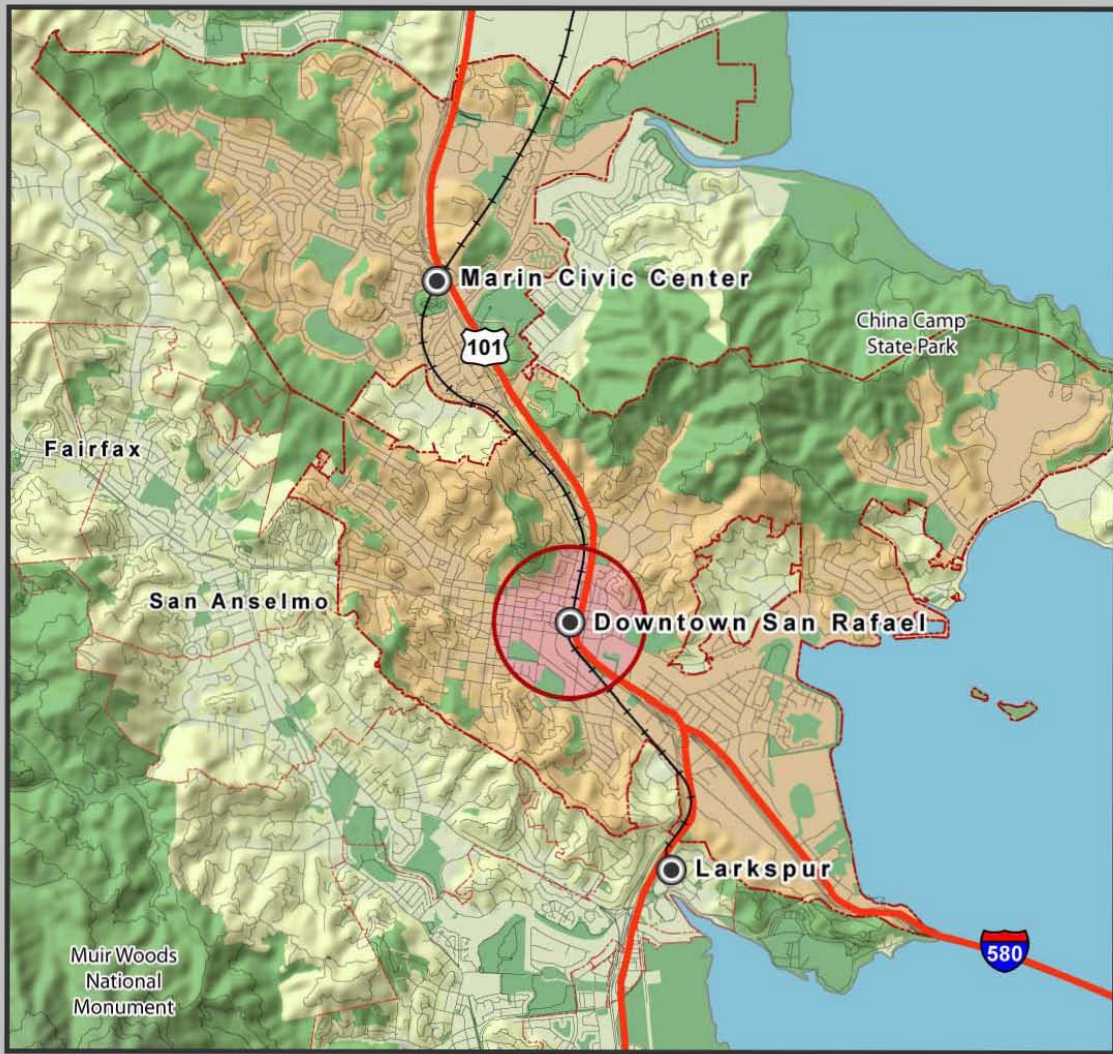 Marin Civic Center
101
China Camp
State Park
Fairfax
San Anselmo
Downtown San Rafael
Larkspur
Muir Woods
National
Monument
580